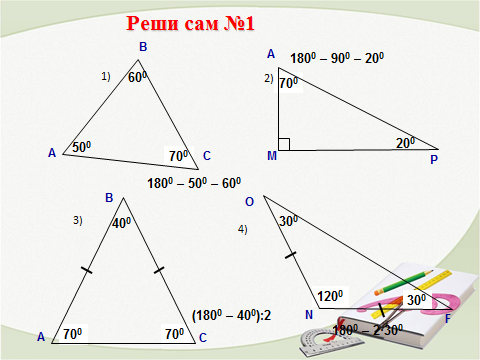 Реши сам №1
1)
B
60⁰
A
50⁰
70⁰
C
180⁰ – 50⁰ – 60⁰
2)
A
180⁰ – 90⁰ – 20⁰
70⁰
M
20⁰
P
3)
B
40⁰
A
70⁰
70⁰
C
(180⁰ – 40⁰):2
4)
O
30⁰
N
120⁰
30⁰
F
180⁰ – 2·30⁰